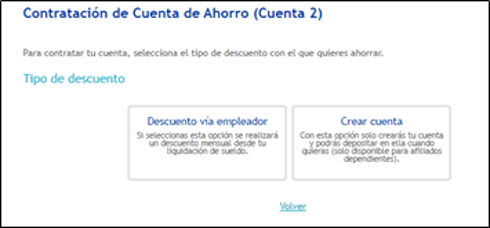 Contratación de Cuenta de Ahorro (Cuenta 2)
Para contratar tu cuenta, selecciona el tipo de descuento con el que quieres ahorrar.
Tipo de descuento
Descuento vía empleador
Si seleccionas esta opción se realizará
un descuento mensual desde tu
liquidación de sueldo.
Crear cuenta
Con esta opción solo crearás tu cuenta
y podrás depositar en ella cuando
quieras (solo disponible para afiliados
dependientes).
Volver